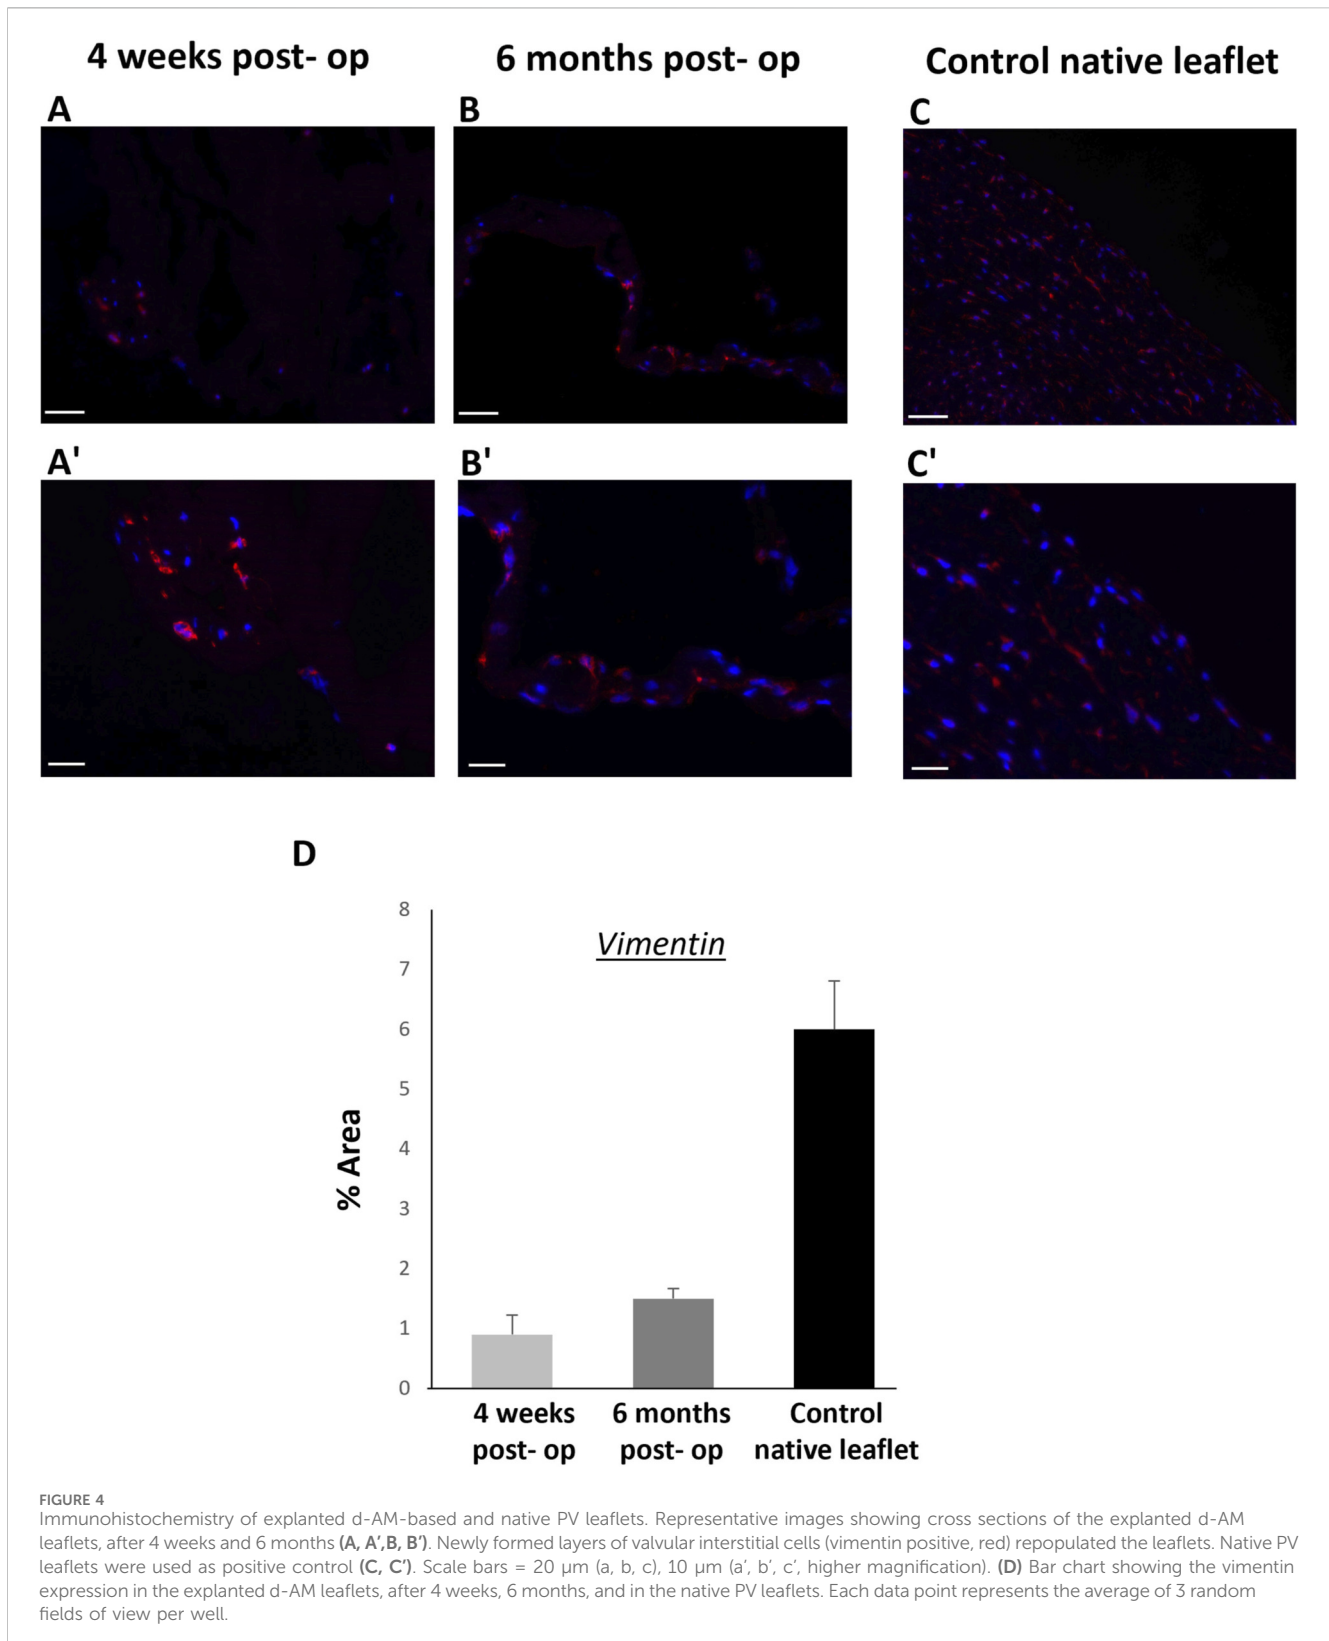 4 weeks post- op
6 months post- op
Control native leaflet
A
B
C
A'
B'
C'
D
Vimentin
% Area
8
7
6
5
4
3
2
1
0
4 weeks
post- op
6 months
post- op
Control
native leaflet
FIGURE 4
Immunohistochemistry of explanted d-AM-based and native PV leaflets. Representative images showing cross sections of the explanted d-AM
leaflets, after 4 weeks and 6 months (A, A′,B, B′). Newly formed layers of valvular interstitial cells (vimentin positive, red) repopulated the leaflets. Native PV
leaflets were used as positive control (C, C′). Scale bars = 20 µm (a, b, c), 10 µm (a′, b′, c′, higher magnification). (D) Bar chart showing the vimentin
expression in the explanted d-AM leaflets, after 4 weeks, 6 months, and in the native PV leaflets. Each data point represents the average of 3 random
fields of view per well.